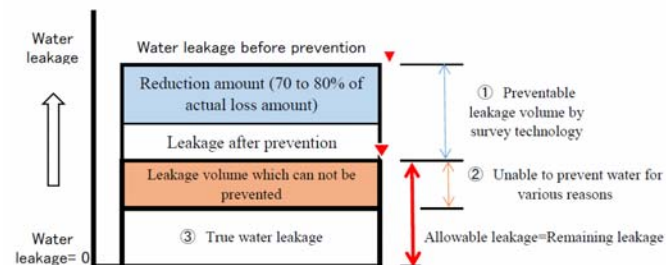 Water
leakage
Water leakage before prevention
Reduction amount (70 to 80% of
actual loss amount)
① Preventable
leakage volume by
survey technology
Leakage after prevention
Leakage volume which can not be
prevented
② Unable to prevent water for
various reasons
Water
leakage= 0
③ True water leakage
Allowable leakage=Remaining leakage